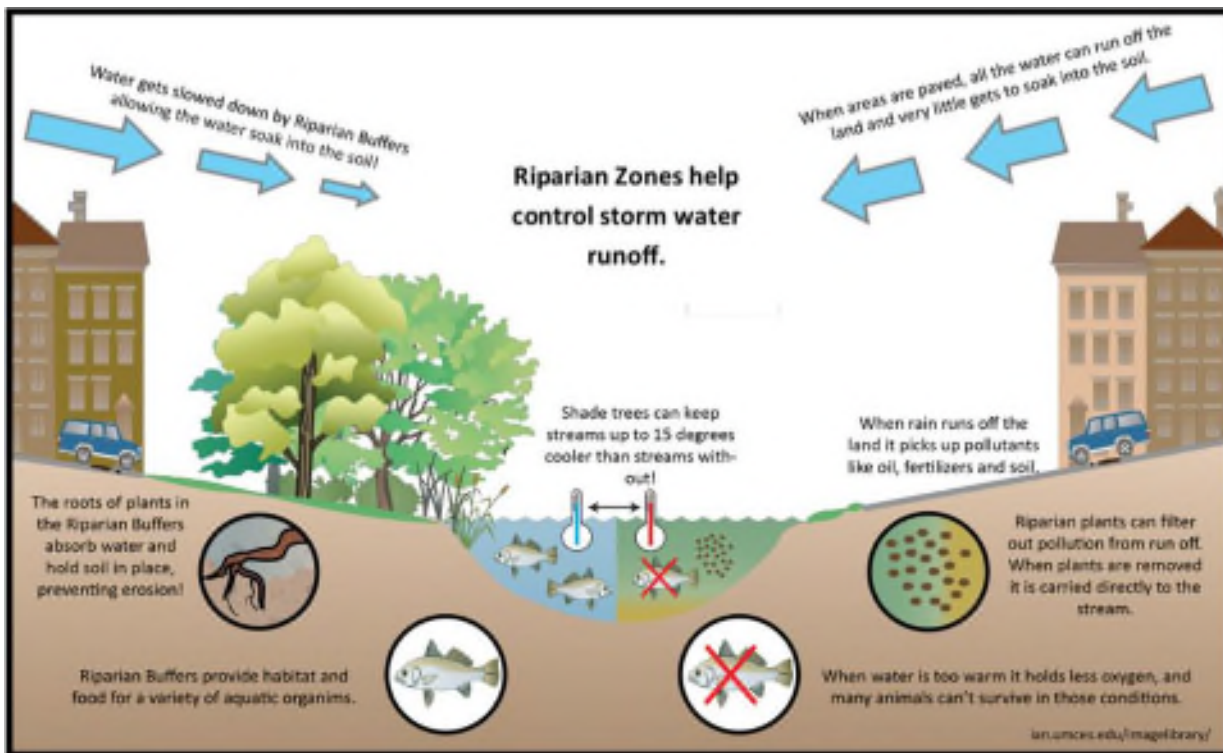 Water gets slowed down by Riparian Buffers
allowing the water soak into the soil!
When areas are paved, all the water can run off the
land and very little gets to soak into the soil.
Riparian Zones help
control storm water
runoff.
Shade trees can keep
streams up to 15 degrees
cooler than streams with-
out!
When rain runs off the
land it picks up pollutants
like oil, fertilizers and soil.
The roots of plants in
the Riparian Buffers
absorb water and
hold soil in place,
preventing erosion!
Riparian plants can filter
out pollution from run off.
When plants are removed
it is carried directly to the
stream.
Riparian Buffers provide habitat and
food for a variety of aquatic organims.
When water is too warm it holds less oxygen, and
many animals can't survive in those conditions.
ian.umces.edu/imagelibrary/